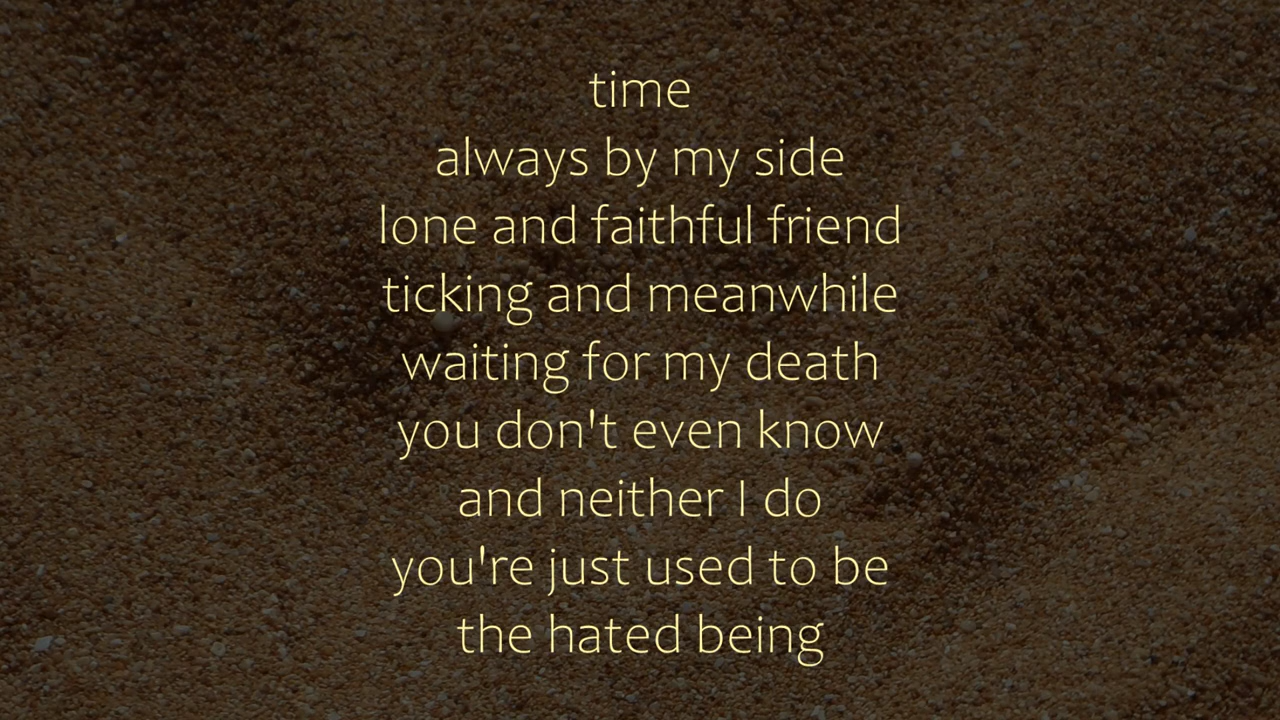 time
always by my side
lone and faithful friend
ticking and meanwhile
waiting for my death
you don't even know
and neither I do
you're just used to be
the hated being